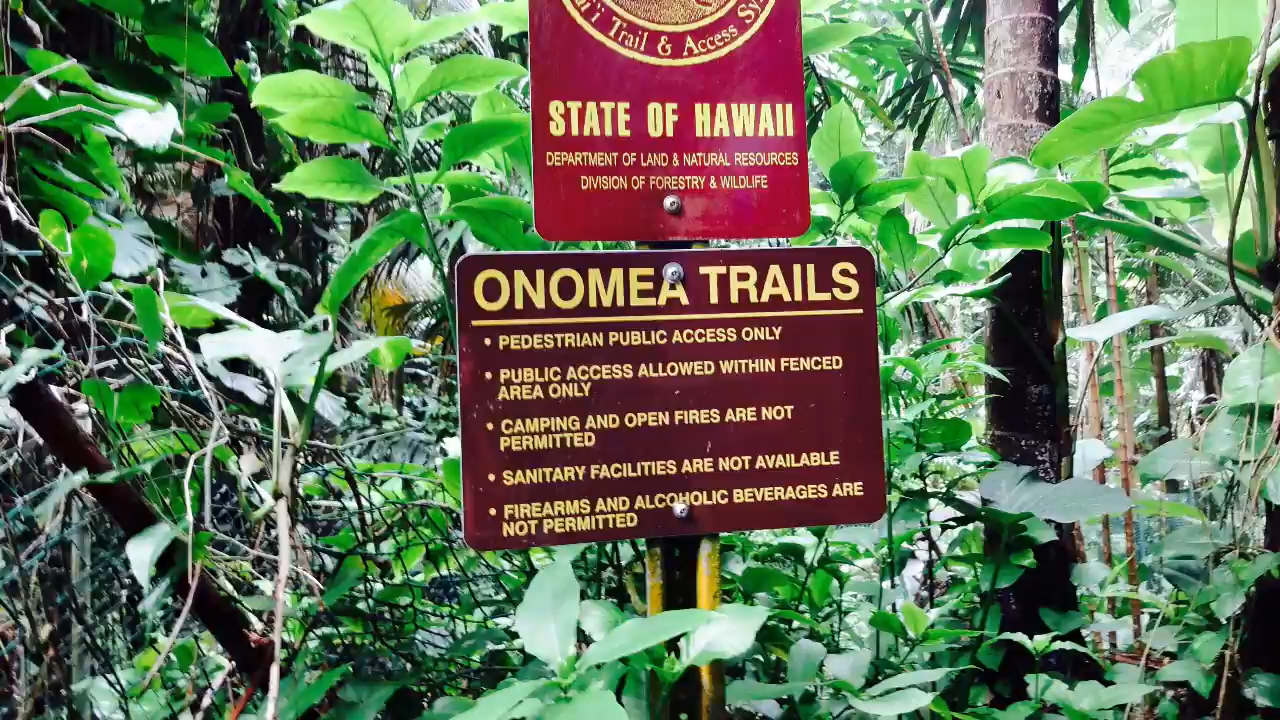 Trail & Access
STATE OF HAWAII
DEPARTMENT OF LAND & NATURAL RESOURCES
DIVISION OF FORESTRY & WILDLIFE
ONOMEA TRAILS
• PEDESTRIAN PUBLIC ACCESS ONLY
• PUBLIC ACCESS ALLOWED WITHIN FENCED
AREA ONLY
• CAMPING AND OPEN FIRES ARE NOT
PERMITTED
• SANITARY FACILITIES ARE NOT AVAILABLE
• FIREARMS AND ALCOHOLIC BEVERAGES ARE
NOT PERMITTED